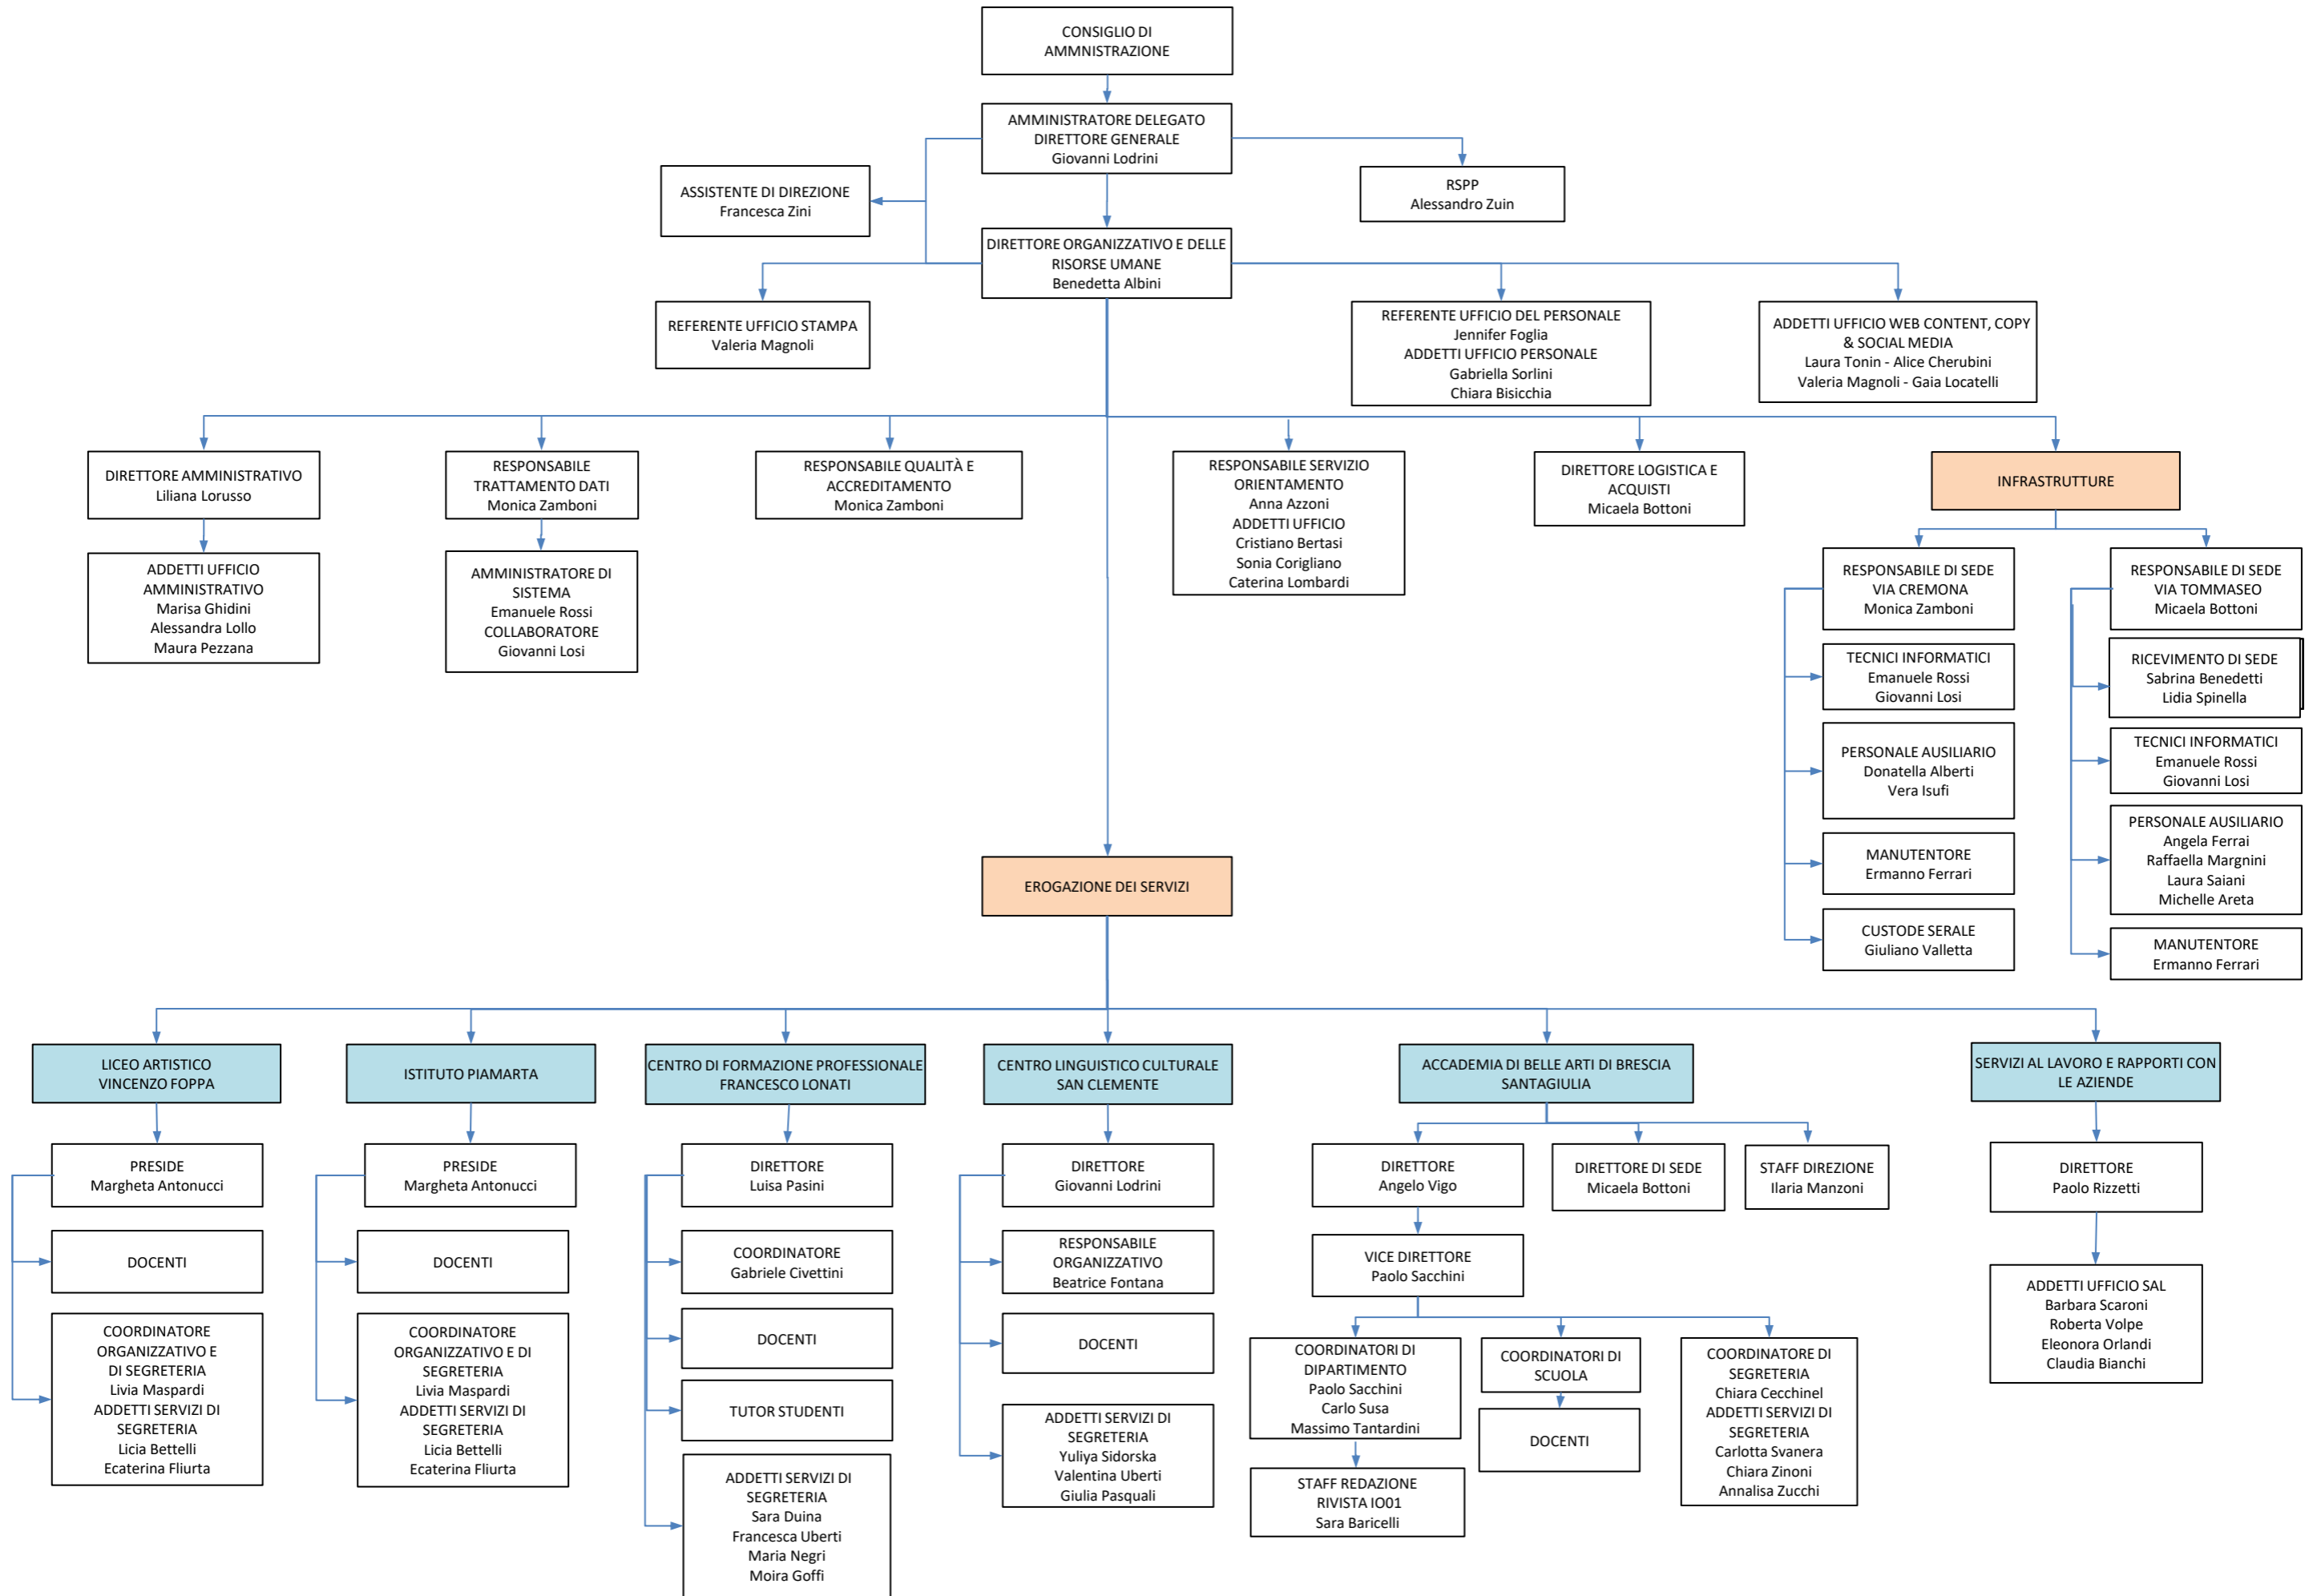 CONSIGLIO DI
AMMNISTRAZIONE
AMMINISTRATORE DELEGATO
DIRETTORE GENERALE
Giovanni Lodrini
ASSISTENTE DI DIREZIONE
Francesca Zini
RSPP
Alessandro Zuin
DIRETTORE ORGANIZZATIVO E DELLE
RISORSE UMANE
Benedetta Albini
REFERENTE UFFICIO STAMPA
Valeria Magnoli
REFERENTE UFFICIO DEL PERSONALE
Jennifer Foglia
ADDETTI UFFICIO PERSONALE
Gabriella Sorlini
Chiara Bisicchia
ADDETTI UFFICIO WEB CONTENT, COPY
& SOCIAL MEDIA
Laura Tonin - Alice Cherubini
Valeria Magnoli - Gaia Locatelli
DIRETTORE AMMINISTRATIVO
Liliana Lorusso
RESPONSABILE
TRATTAMENTO DATI
Monica Zamboni
RESPONSABILE QUALITÀ E
ACCREDITAMENTO
Monica Zamboni
RESPONSABILE SERVIZIO
ORIENTAMENTO
Anna Azzoni
ADDETTI UFFICIO
Cristiano Bertasi
Sonia Corigliano
Caterina Lombardi
DIRETTORE LOGISTICA E
ACQUISTI
Micaela Bottoni
INFRASTRUTTURE
ADDETTI UFFICIO
AMMINISTRATIVO
Marisa Ghidini
Alessandra Lollo
Maura Pezzana
AMMINISTRATORE DI
SISTEMA
Emanuele Rossi
COLLABORATORE
Giovanni Losi
RESPONSABILE DI SEDE
VIA CREMONA
Monica Zamboni
TECNICI INFORMATICI
Emanuele Rossi
Giovanni Losi
PERSONALE AUSILIARIO
Donatella Alberti
Vera Isufi
MANUTENTORE
Ermanno Ferrari
CUSTODE SERALE
Giuliano Valletta
RESPONSABILE DI SEDE
VIA TOMMASEO
Micaela Bottoni
RICEVIMENTO DI SEDE
Sabrina Benedetti
Lidia Spinella
TECNICI INFORMATICI
Emanuele Rossi
Giovanni Losi
PERSONALE AUSILIARIO
Angela Ferrai
Raffaella Margnini
Laura Saiani
Michelle Areta
MANUTENTORE
Ermanno Ferrari
EROGAZIONE DEI SERVIZI
LICEO ARTISTICO
VINCENZO FOPPA
PRESIDE
Margheta Antonucci
DOCENTI
COORDINATORE
ORGANIZZATIVO E
DI SEGRETERIA
Livia Maspardi
ADDETTI SERVIZI DI
SEGRETERIA
Licia Bettelli
Ecaterina Fliurta
ISTITUTO PIAMARTA
PRESIDE
Margheta Antonucci
DOCENTI
COORDINATORE
ORGANIZZATIVO E DI
SEGRETERIA
Livia Maspardi
ADDETTI SERVIZI DI
SEGRETERIA
Licia Bettelli
Ecaterina Fliurta
CENTRO DI FORMAZIONE PROFESSIONALE
FRANCESCO LONATI
DIRETTORE
Luisa Pasini
COORDINATORE
Gabriele Civettini
DOCENTI
TUTOR STUDENTI
ADDETTI SERVIZI DI
SEGRETERIA
Sara Duina
Francesca Uberti
Maria Negri
Moira Goffi
CENTRO LINGUISTICO CULTURALE
SAN CLEMENTE
DIRETTORE
Giovanni Lodrini
RESPONSABILE
ORGANIZZATIVO
Beatrice Fontana
DOCENTI
ADDETTI SERVIZI DI
SEGRETERIA
Yuliya Sidorska
Valentina Uberti
Giulia Pasquali
ACCADEMIA DI BELLE ARTI DI BRESCIA
SANTAGIULIA
DIRETTORE
Angelo Vigo
DIRETTORE DI SEDE
Micaela Bottoni
STAFF DIREZIONE
Ilaria Manzoni
VICE DIRETTORE
Paolo Sacchini
COORDINATORI DI
DIPARTIMENTO
Paolo Sacchini
Carlo Susa
Massimo Tantardini
STAFF REDAZIONE
RIVISTA IO01
Sara Baricelli
COORDINATORI DI
SCUOLA
DOCENTI
COORDINATORE DI
SEGRETERIA
Chiara Cecchinel
ADDETTI SERVIZI DI
SEGRETERIA
Carlotta Svanera
Chiara Zinoni
Annalisa Zucchi
SERVIZI AL LAVORO E RAPPORTI CON
LE AZIENDE
DIRETTORE
Paolo Rizzetti
ADDETTI UFFICIO SAL
Barbara Scaroni
Roberta Volpe
Eleonora Orlandi
Claudia Bianchi